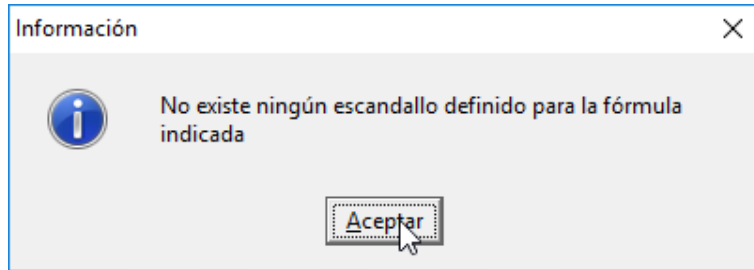 Información
No existe ningún escandallo definido para la fórmula
indicada
Aceptar